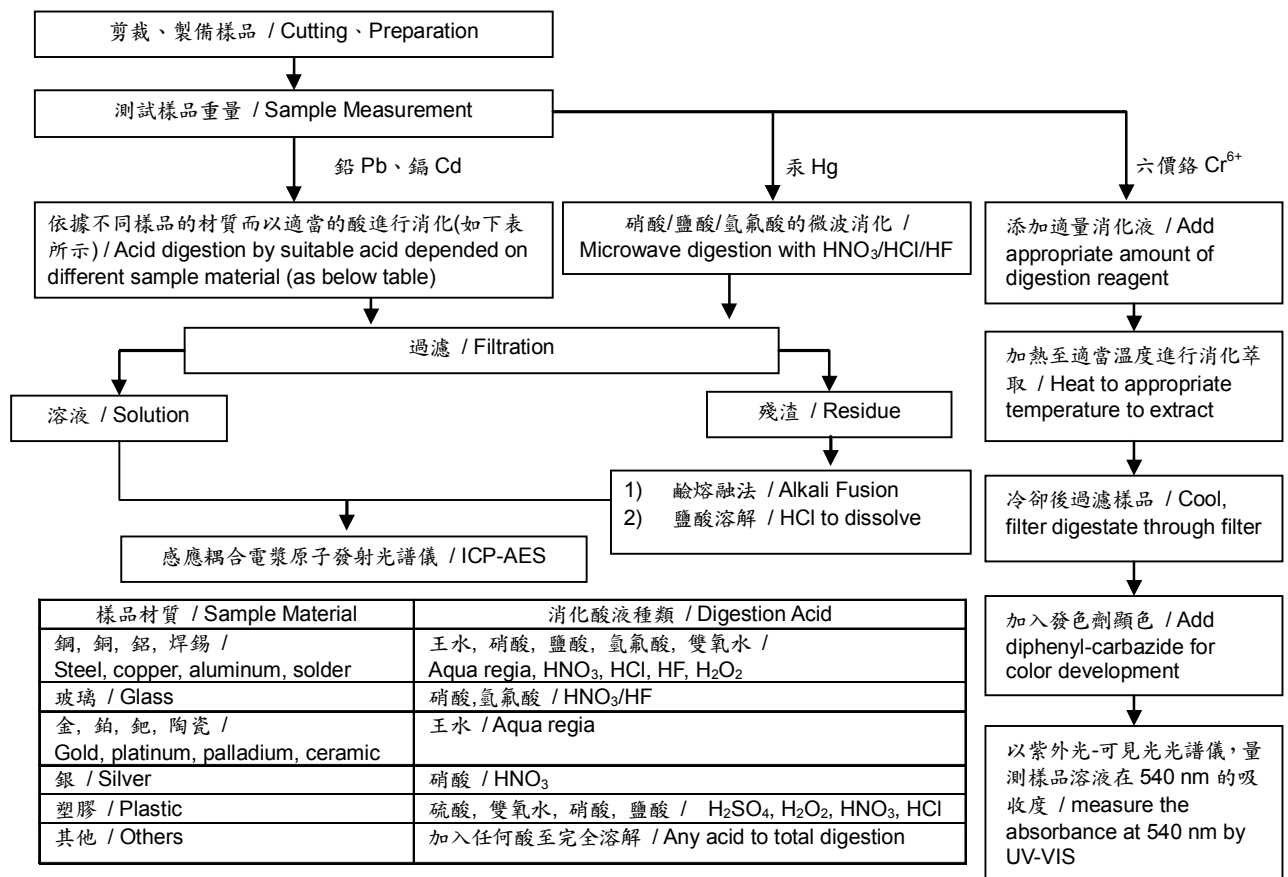 剪裁、製備樣品 / Cutting、Preparation
測試樣品重量 / Sample Measurement
鉛 Pb、鎘 Cd
汞 Hg
六價鉻 Cr⁶⁺
依據不同樣品的材質而以適當的酸進行消化(如下表
所示) / Acid digestion by suitable acid depended on
different sample material (as below table)
硝酸/鹽酸/氫氟酸的微波消化 /
Microwave digestion with HNO₃/HCl/HF
添加適量消化液 / Add
appropriate amount of
digestion reagent
過濾 / Filtration
加熱至適當溫度進行消化萃
取 / Heat to appropriate
temperature to extract
溶液 / Solution
殘渣 / Residue
1) 鹼熔融法 / Alkali Fusion
2) 鹽酸溶解 / HCl to dissolve
冷卻後過濾樣品 / Cool,
filter digestate through filter
感應耦合電漿原子發射光譜儀 / ICP-AES
加入發色劑顯色 / Add
diphenyl-carbazide for
color development
以紫外光-可見光光譜儀，量
測樣品溶液在 540 nm 的吸
收度 / measure the
absorbance at 540 nm by
UV-VIS
樣品材質 / Sample Material
消化酸液種類 / Digestion Acid
鋼, 銅, 鋁, 焊錫 /
Steel, copper, aluminum, solder
王水, 硝酸, 鹽酸, 氫氟酸, 雙氧水 /
Aqua regia, HNO₃, HCl, HF, H₂O₂
玻璃 / Glass
硝酸,氫氟酸 / HNO₃/HF
金, 鉑, 鈀, 陶瓷 /
Gold, platinum, palladium, ceramic
王水 / Aqua regia
銀 / Silver
硝酸 / HNO₃
塑膠 / Plastic
硫酸, 雙氧水, 硝酸, 鹽酸 / H₂SO₄, H₂O₂, HNO₃, HCl
其他 / Others
加入任何酸至完全溶解 / Any acid to total digestion